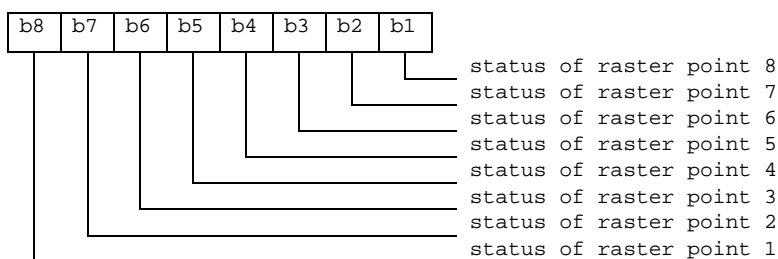 b8 b7 b6 b5 b4 b3 b2 b1
status of raster point 8
status of raster point 7
status of raster point 6
status of raster point 5
status of raster point 4
status of raster point 3
status of raster point 2
status of raster point 1